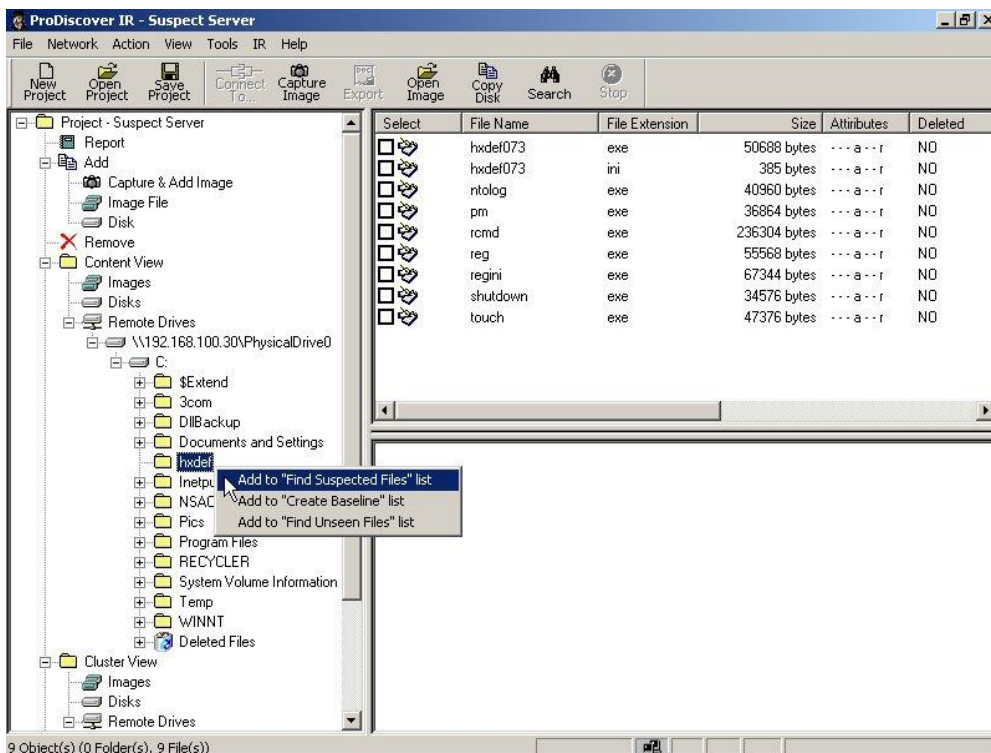 ProDiscover IR - Suspect Server
File Network Action View Tools IR Help
New Project
Open Project
Save Project
Connect To...
Capture Image
Export
Open Image
Copy Disk
Search
Stop
Project - Suspect Server
Report
Add
Capture & Add Image
Image File
Disk
Remove
Content View
Images
Disks
Remote Drives
\\192.168.100.30\PhysicalDrive0
C:
$Extend
3com
DllBackup
Documents and Settings
hxdef
Inetpu
NSAC
Pics
Program Files
RECYCLER
System Volume Information
Temp
WINNT
Deleted Files
Cluster View
Images
Disks
Remote Drives
Add to "Find Suspected Files" list
Add to "Create Baseline" list
Add to "Find Unseen Files" list
Select File Name File Extension Size Attiributes Deleted
hxdef073 exe 50688 bytes - - - a - - r NO
hxdef073 ini 385 bytes - - - a - - r NO
ntolog exe 40960 bytes - - - a - - r NO
pm exe 36864 bytes - - - a - - r NO
rcmd exe 236304 bytes - - - a - - r NO
reg exe 55568 bytes - - - a - - r NO
regini exe 67344 bytes - - - a - - r NO
shutdown exe 34576 bytes - - - a - - r NO
touch exe 47376 bytes - - - a - - r NO
9 Object(s) (0 Folder(s), 9 File(s))